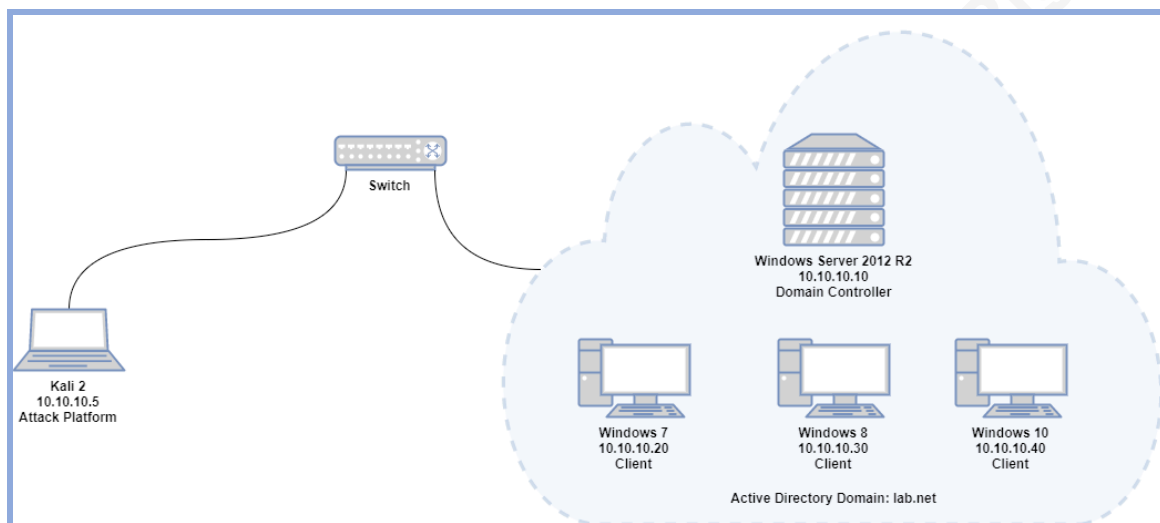 Switch
Windows Server 2012 R2
10.10.10.10
Domain Controller
Kali 2
10.10.10.5
Attack Platform
Windows 7
10.10.10.20
Client
Windows 8
10.10.10.30
Client
Windows 10
10.10.10.40
Client
Active Directory Domain: lab.net